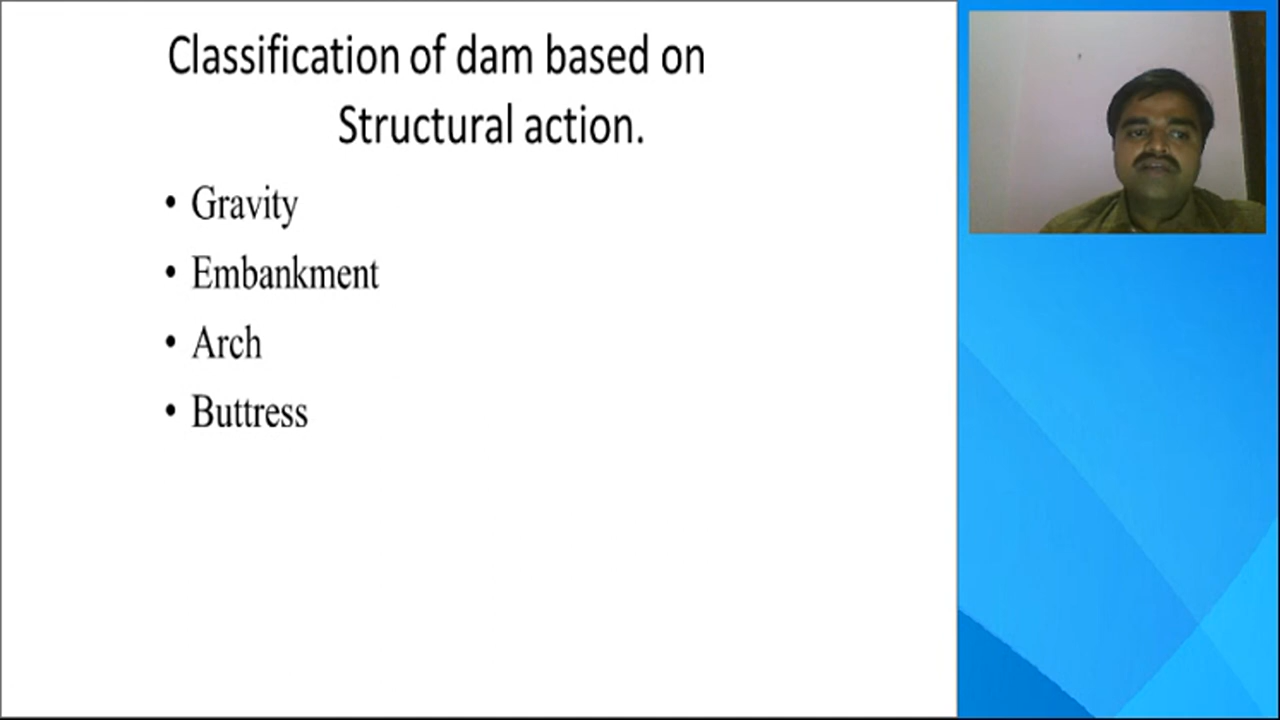 Classification of dam based on
Structural action.
• Gravity
• Embankment
• Arch
• Buttress